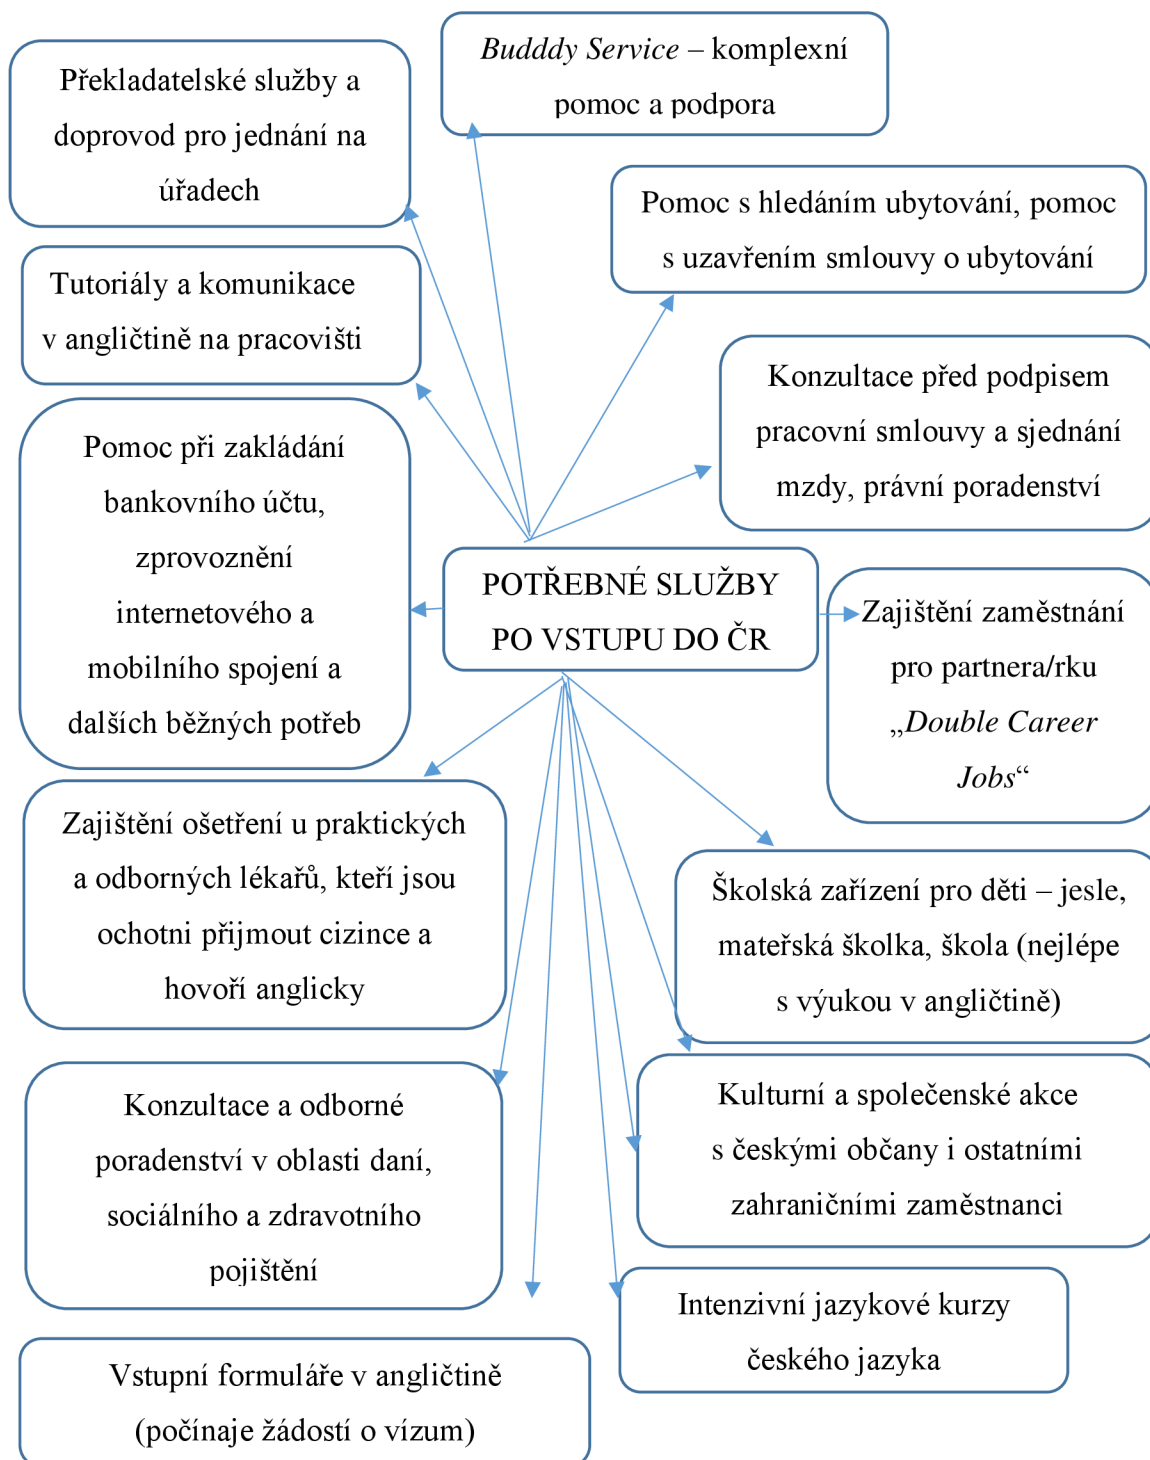 Budddy Service – komplexní
pomoc a podpora
Překladatelské služby a
doprovod pro jednání na
úřadech
Pomoc s hledáním ubytování, pomoc
s uzavřením smlouvy o ubytování
Tutoriály a komunikace
v angličtině na pracovišti
Konzultace před podpisem
pracovní smlouvy a sjednání
mzdy, právní poradenství
Pomoc při zakládání
bankovního účtu,
zprovoznění
internetového a
mobilního spojení a
dalších běžných potřeb
POTŘEBNÉ SLUŽBY
PO VSTUPU DO ČR
Zajištění zaměstnání
pro partnera/rku
„Double Career
Jobs“
Zajištění ošetření u praktických
a odborných lékařů, kteří jsou
ochotni přijmout cizince a
hovoří anglicky
Školská zařízení pro děti – jesle,
mateřská školka, škola (nejlépe
s výukou v angličtině)
Konzultace a odborné
poradenství v oblasti daní,
sociálního a zdravotního
pojištění
Kulturní a společenské akce
s českými občany i ostatními
zahraničními zaměstnanci
Intenzivní jazykové kurzy
českého jazyka
Vstupní formuláře v angličtině
(počínaje žádostí o vízum)